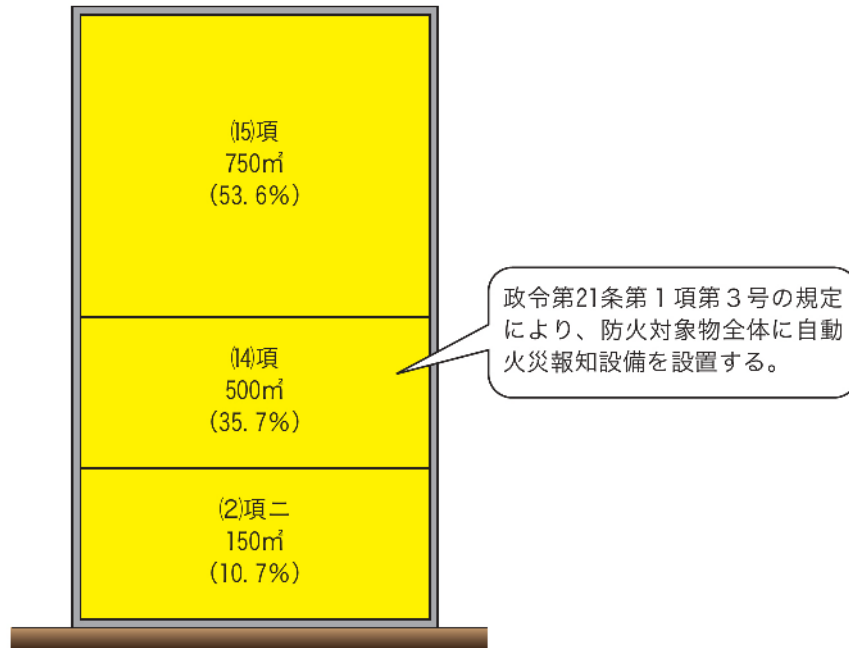 ⒂項
750㎡
(53.6%)
⒁項
500㎡
(35.7%)
⑵項ニ
150㎡
(10.7%)
政令第21条第1項第3号の規定
により、防火対象物全体に自動
火災報知設備を設置する。